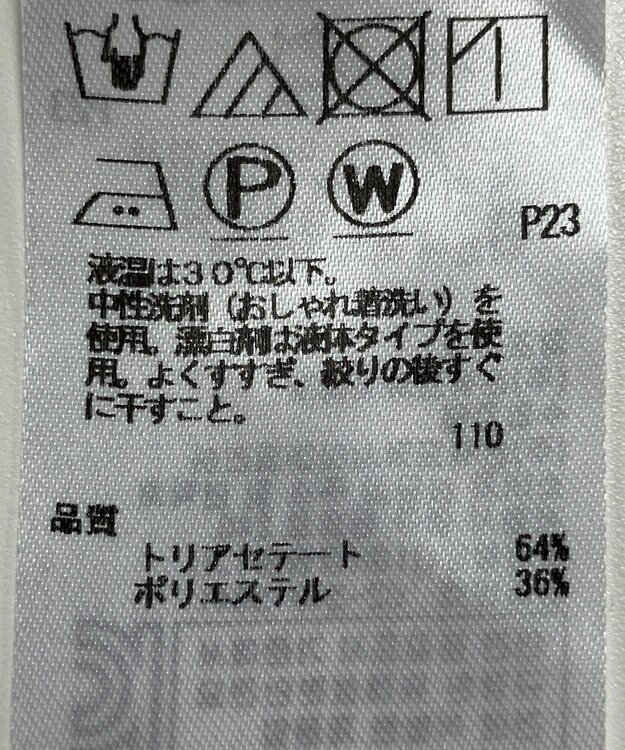 P
W
P23
液温は30℃以下。
中性洗剤(おしゃれ着洗い)を
使用。漂白剤は液体タイプを使
用。よくすすぎ、絞りの後すぐ
に干すこと。
110
品質
トリアセテート 64%
ポリエステル 36%